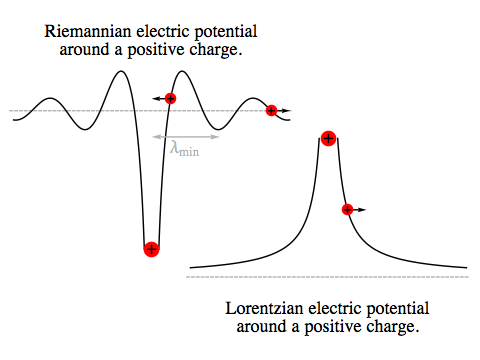 Riemannian electric potential
around a positive charge.
λmin
Lorentzian electric potential
around a positive charge.